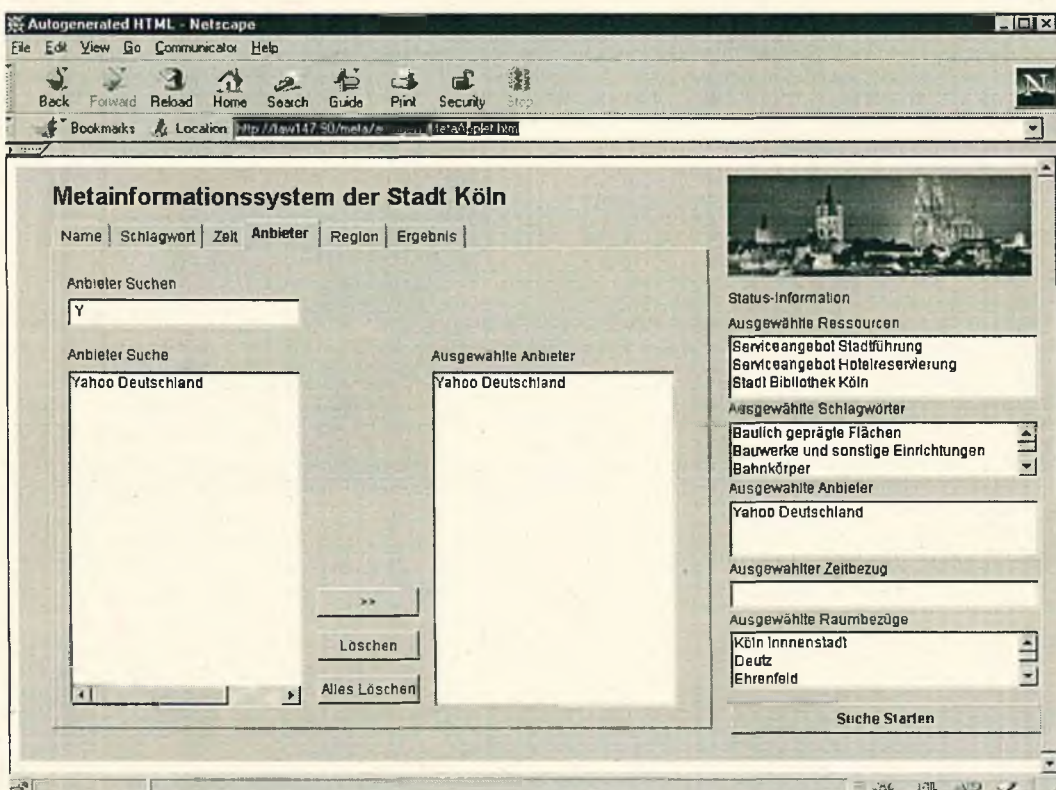 Autogenerated HTML - Netscape
File Edit View Go Communicator Help
Back Forward Reload Home Search Guide Print Security Stop
Bookmarks Location
Metainformationssystem der Stadt Köln
Name Schlagwort Zeit Anbieter Region Ergebnis
Anbieter Suchen
Y
Anbieter Suche
Yahoo Deutschland
Ausgewählte Anbieter
Yahoo Deutschland
>>
Löschen
Alles Löschen
Status-Information
Ausgewählte Ressourcen
Serviceangebot Stadtführung
Serviceangebot Hotelreservierung
Stadt Bibliothek Köln
Ausgewählte Schlagwörter
Baulich geprägte Flächen
Bauwerke und sonstige Einrichtungen
Bahnkörper
Ausgewählte Anbieter
Yahoo Deutschland
Ausgewählter Zeitbezug
Ausgewählte Raumbezüge
Köln Innnenstadt
Deutz
Ehrenfeld
Suche Starten